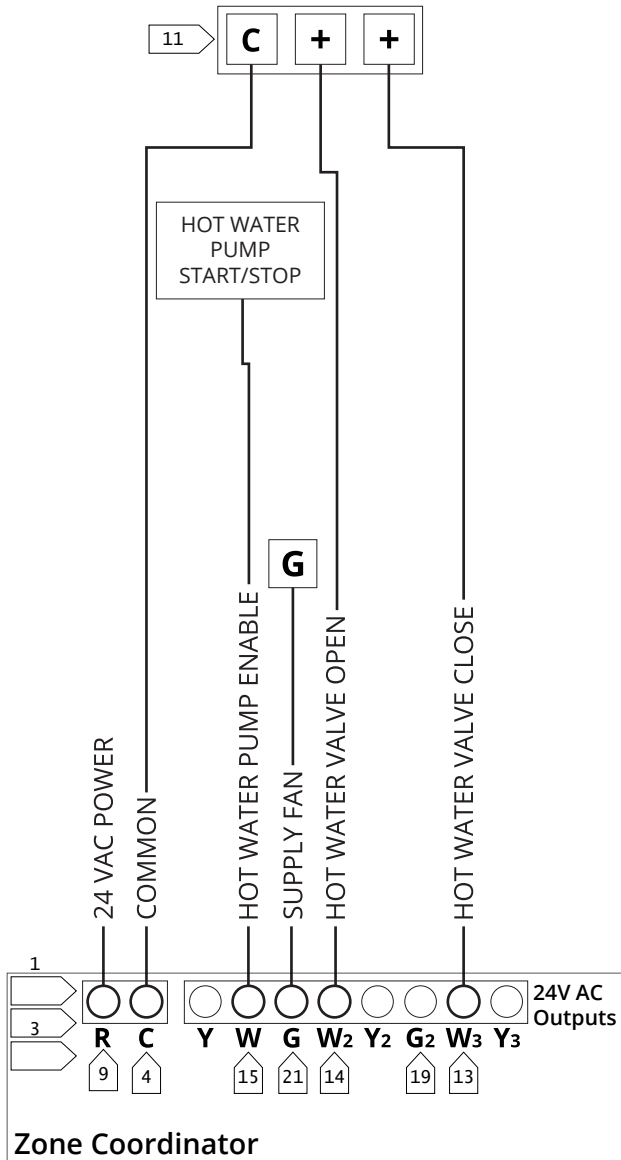 11
C + +
HOT WATER
PUMP
START/STOP
G
24 VAC POWER
COMMON
HOT WATER PUMP ENABLE
SUPPLY FAN
HOT WATER VALVE OPEN
HOT WATER VALVE CLOSE
1
3
24V AC
Outputs
R C Y W G W2 Y2 G2 W3 Y3
9 4 15 21 14 19 13
Zone Coordinator